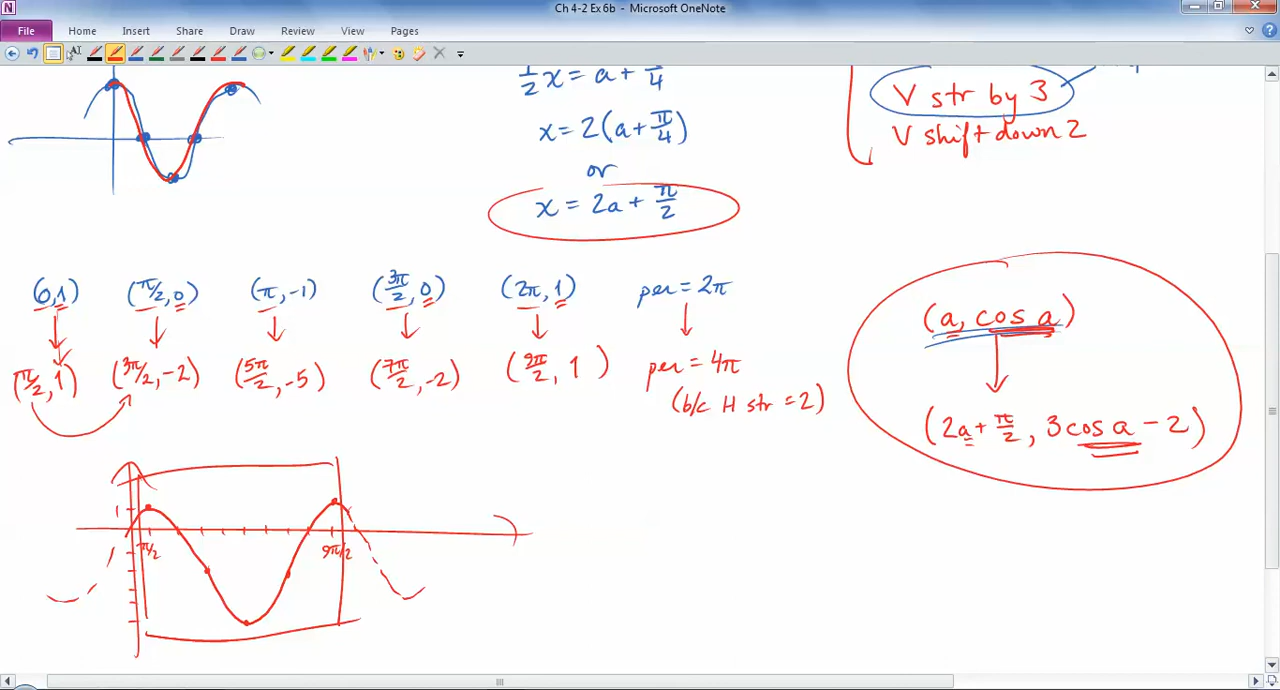 Ch 4-2 Ex 6b - Microsoft OneNote
File Home Insert Share Draw Review View Pages
1/2 x = a + π/4
V str by 3
x = 2(a + π/4)
V shift down 2
or
x = 2a + π/2
(0,1) (π/2, 0) (π, -1) (3π/2, 0) (2π, 1) per = 2π
(a, cos a)
(π/2, 1) (3π/2, -2) (5π/2, -5) (7π/2, -2) (9π/2, 1) per = 4π
(b/c H str = 2)
(2a + π/2, 3cos a - 2)
1
π/2 9π/2